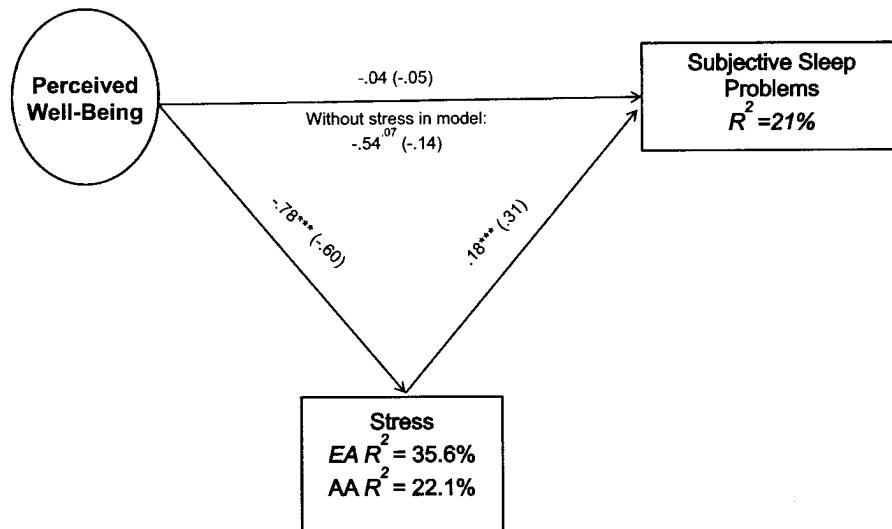 Perceived
Well-Being
-.04 (-.05)
Without stress in model:
-.54^.07 (-.14)
Subjective Sleep
Problems
R² =21%
-.78*** (-.60)
.18*** (.31)
Stress
EA R² = 35.6%
AA R² = 22.1%